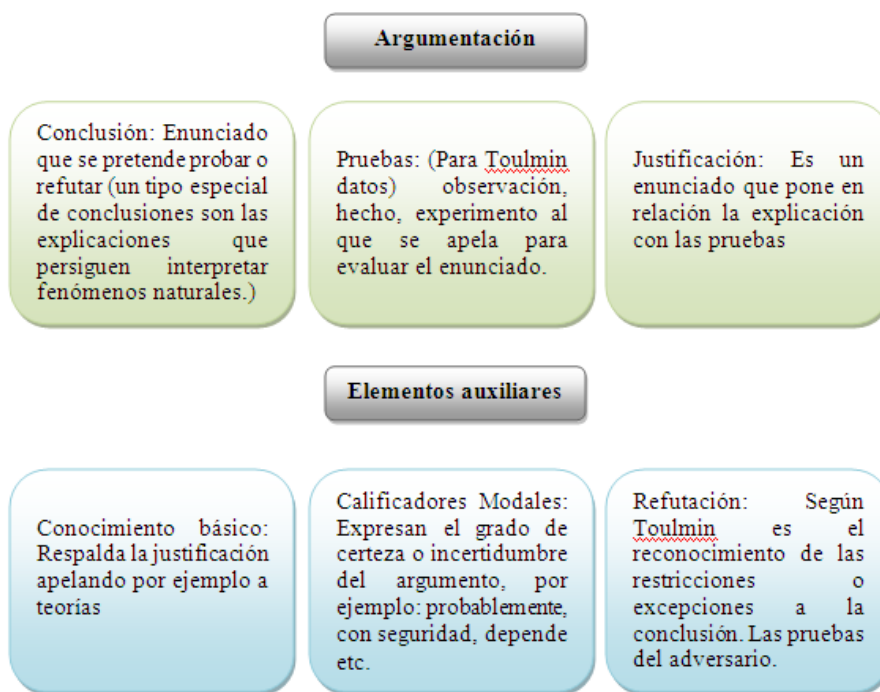 Argumentación
Conclusión: Enunciado
que se pretende probar o
refutar (un tipo especial
de conclusiones son las
explicaciones que
persiguen interpretar
fenómenos naturales.)
Pruebas: (Para Toulmin
datos) observación,
hecho, experimento al
que se apela para
evaluar el enunciado.
Justificación: Es un
enunciado que pone en
relación la explicación
con las pruebas
Elementos auxiliares
Conocimiento básico:
Respalda la justificación
apelando por ejemplo a
teorías
Calificadores Modales:
Expresan el grado de
certeza o incertidumbre
del argumento, por
ejemplo: probablemente,
con seguridad, depende
etc.
Refutación: Según
Toulmin es el
reconocimiento de las
restricciones o
excepciones a la
conclusión. Las pruebas
del adversario.